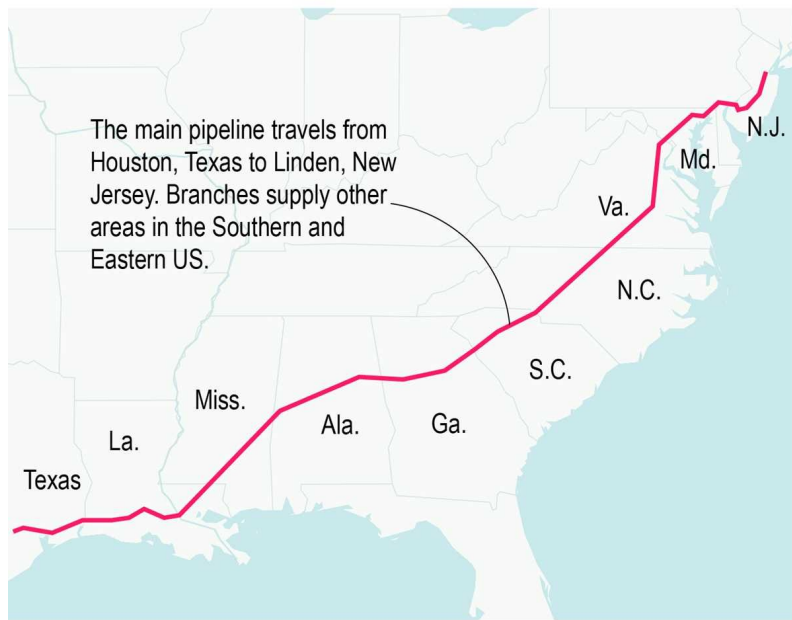 The main pipeline travels from
Houston, Texas to Linden, New
Jersey. Branches supply other
areas in the Southern and
Eastern US.
N.J.
Md.
Va.
N.C.
S.C.
Miss.
Ala.
Ga.
La.
Texas